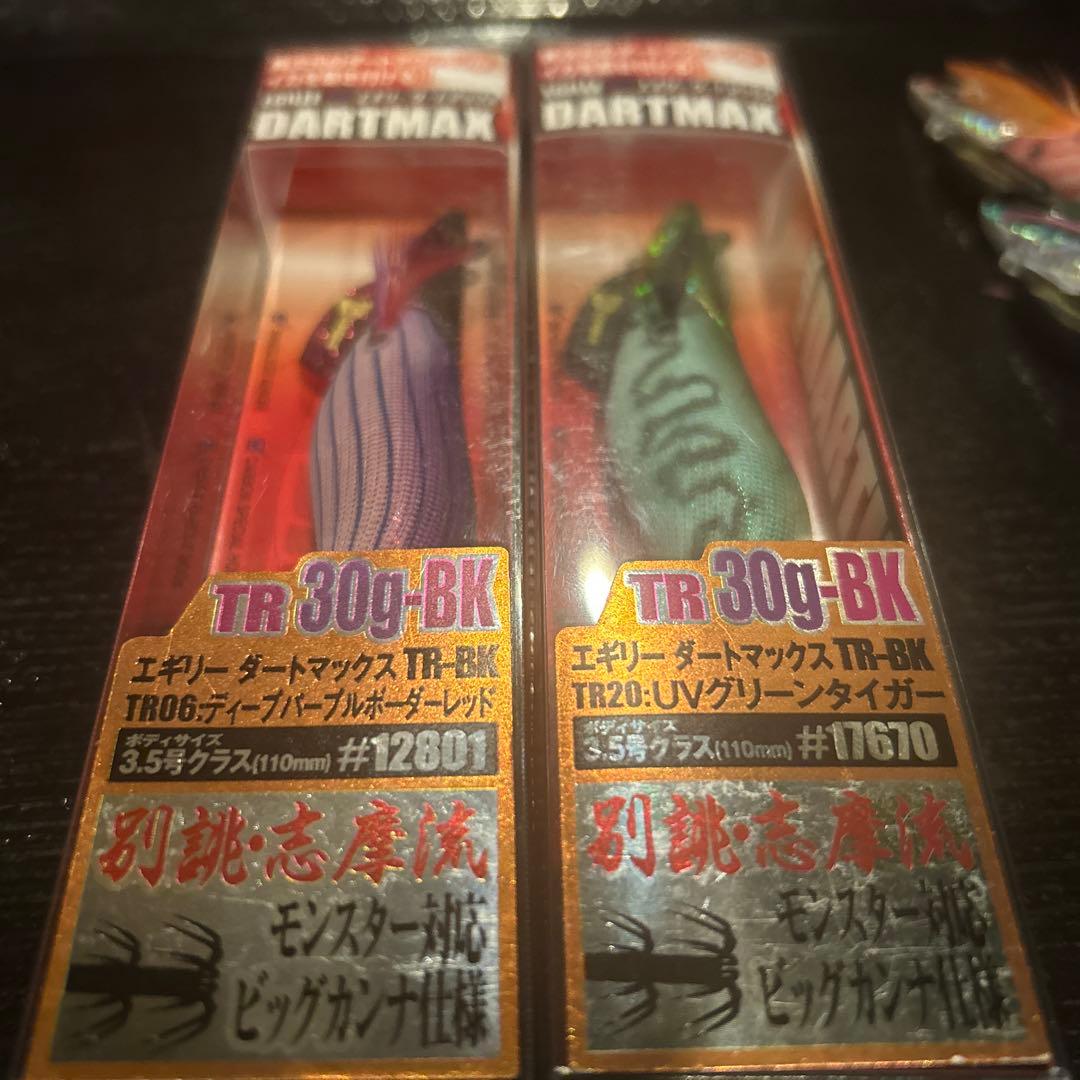 DARTMAX
TR 30g-BK
エギリー ダートマックス TR-BK
TR06:ディープパープルボーダーレッド
ボディサイズ
3.5号クラス(110mm) #12801
別誂・志摩流
モンスター対応
ビッグカンナ仕様
DARTMAX
TR 30g-BK
エギリー ダートマックス TR-BK
TR20:UVグリーンタイガー
ボディサイズ
3.5号クラス(110mm) #17670
別誂・志摩流
モンスター対応
ビッグカンナ仕様